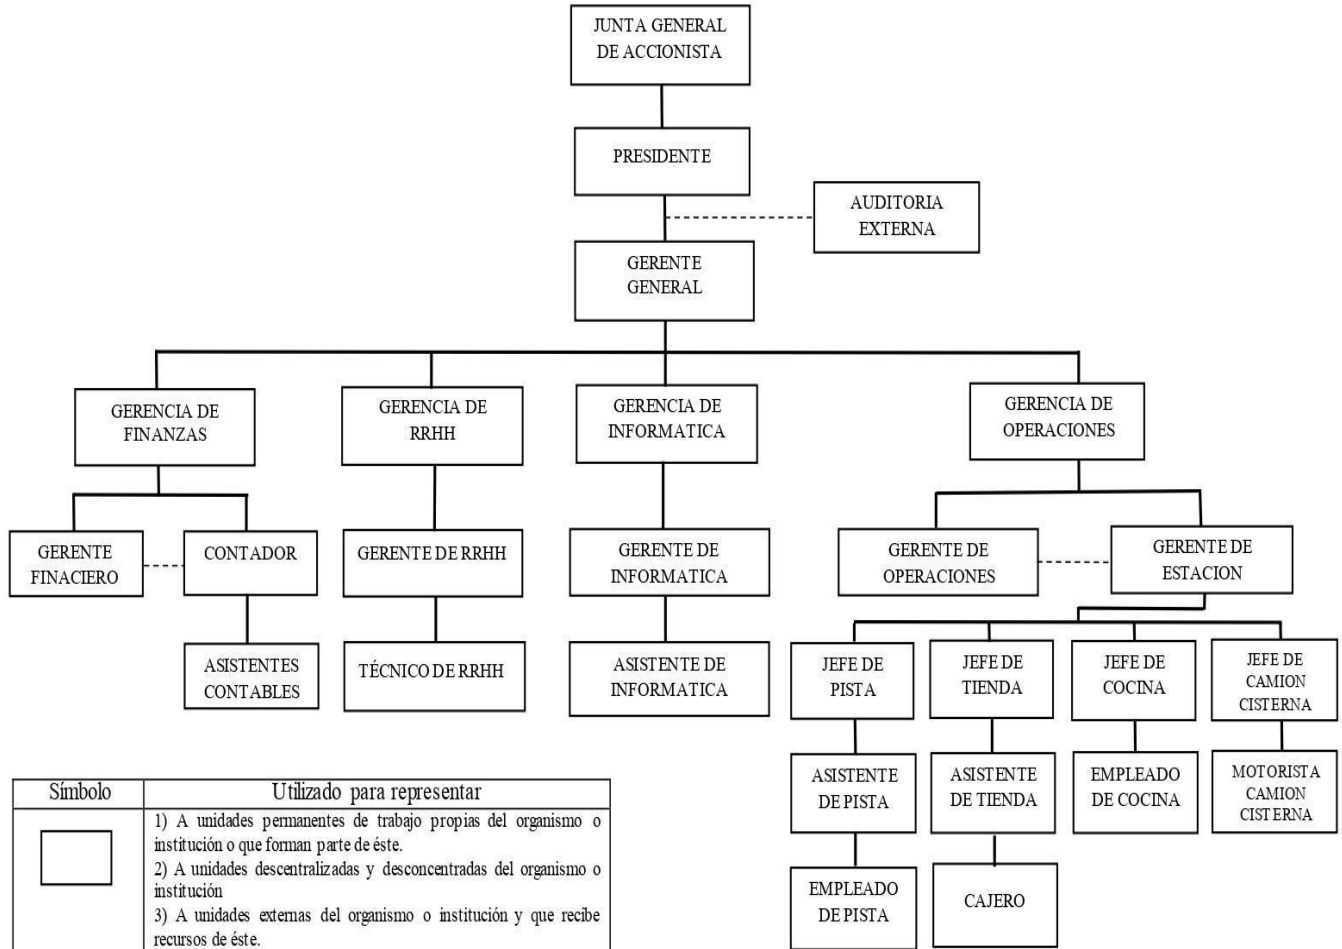 JUNTA GENERAL
DE ACCIONISTA
PRESIDENTE
AUDITORIA
EXTERNA
GERENTE
GENERAL
GERENCIA DE
FINANZAS
GERENCIA DE
RRHH
GERENCIA DE
INFORMATICA
GERENCIA DE
OPERACIONES
GERENTE
FINACIERO
CONTADOR
GERENTE DE RRHH
GERENTE DE
INFORMATICA
GERENTE DE
OPERACIONES
GERENTE DE
ESTACION
ASISTENTES
CONTABLES
TÉCNICO DE RRHH
ASISTENTE DE
INFORMATICA
JEFE DE
PISTA
JEFE DE
TIENDA
JEFE DE
COCINA
JEFE DE
CAMION
CISTERNA
ASISTENTE
DE PISTA
ASISTENTE
DE TIENDA
EMPLEADO
DE COCINA
MOTORISTA
CAMION
CISTERNA
EMPLEADO
DE PISTA
CAJERO
Símbolo
Utilizado para representar
1) A unidades permanentes de trabajo propias del organismo o
institución o que forman parte de éste.
2) A unidades descentralizadas y desconcentradas del organismo o
institución
3) A unidades externas del organismo o institución y que recibe
recursos de éste.